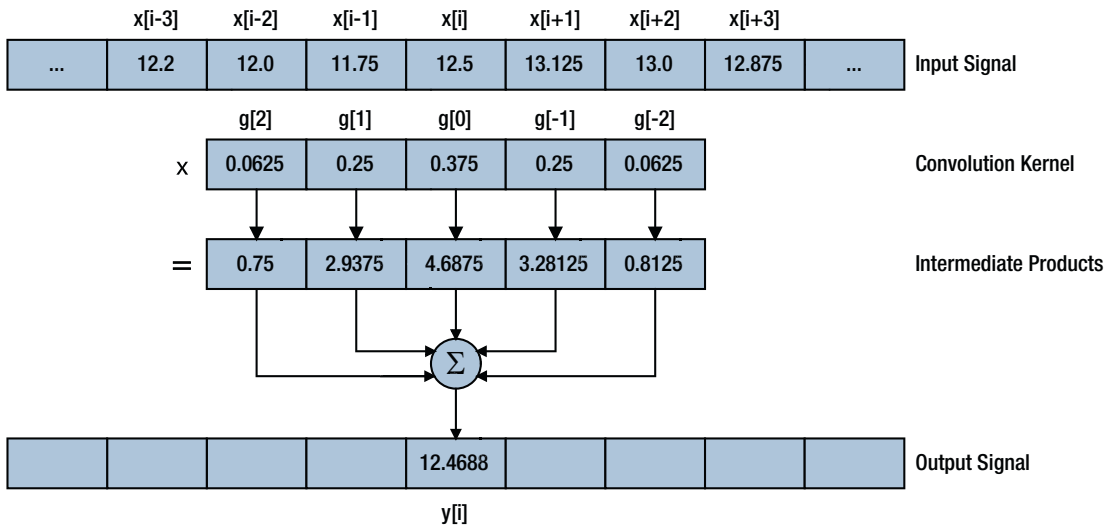 x[i-3] x[i-2] x[i-1] x[i] x[i+1] x[i+2] x[i+3]
... 12.2 12.0 11.75 12.5 13.125 13.0 12.875 ... Input Signal
g[2] g[1] g[0] g[-1] g[-2]
x 0.0625 0.25 0.375 0.25 0.0625 Convolution Kernel
= 0.75 2.9375 4.6875 3.28125 0.8125 Intermediate Products
Σ
12.4688 Output Signal
y[i]